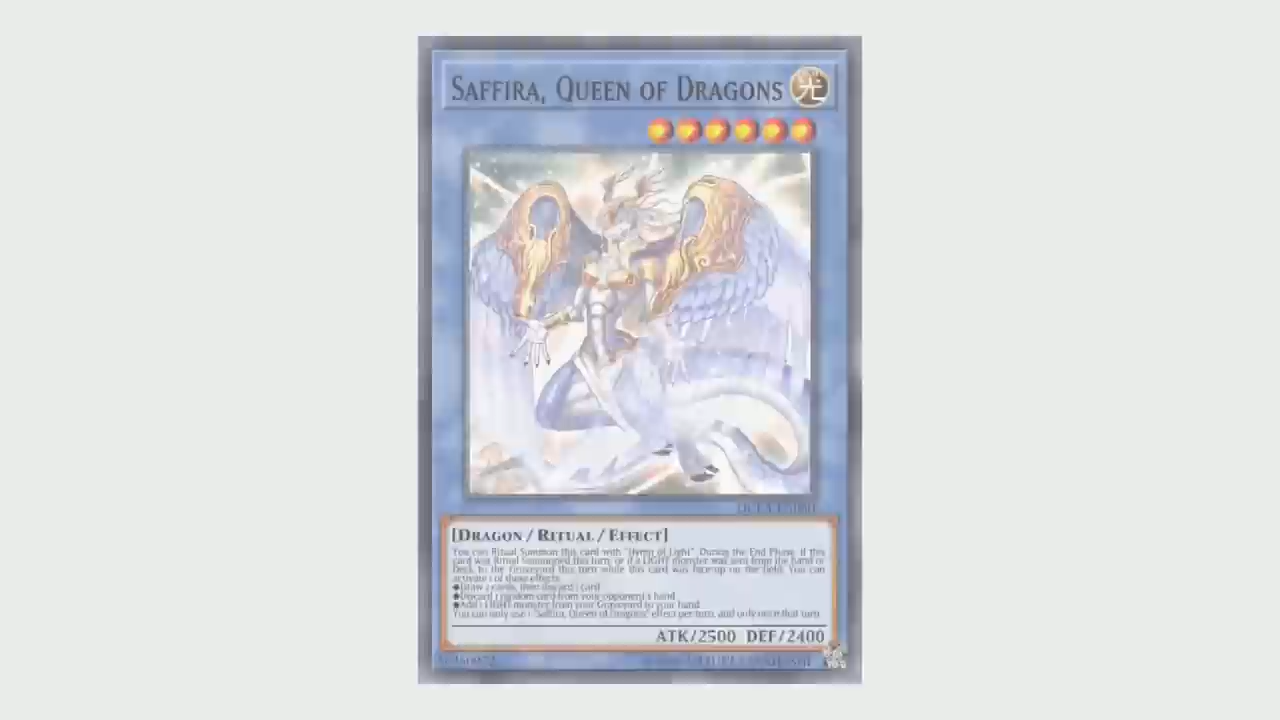 SAFFIRA, QUEEN OF DRAGONS
光
[DRAGON / RITUAL / EFFECT]
You can Ritual Summon this card with "Hymn of Light". During the End Phase, if this
card was Ritual Summoned this turn, or if a LIGHT monster was sent from the hand or
Deck to the Graveyard this turn while this card was face-up on the field: You can
activate 1 of these effects.
●Draw 2 cards, then discard 1 card.
●Discard 1 random card from your opponent's hand.
●Add 1 LIGHT monster from your Graveyard to your hand.
You can only use 1 "Saffira, Queen of Dragons" effect per turn, and only once that turn.
ATK/2500 DEF/2400